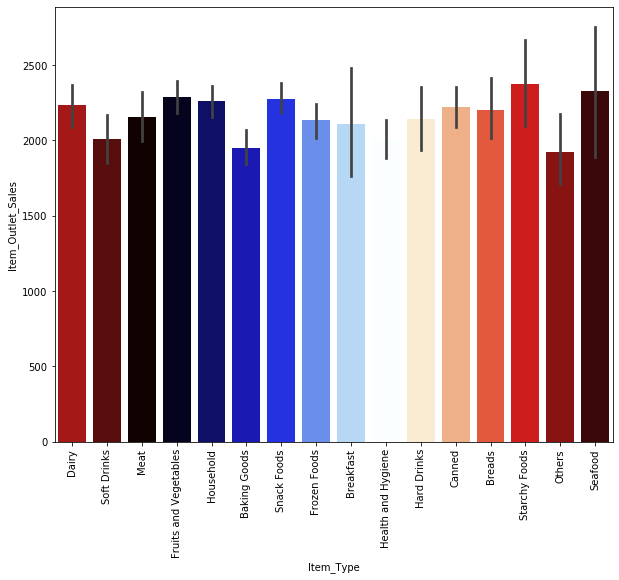 Item_Outlet_Sales
2500
2000
1500
1000
500
0
Dairy
Soft Drinks
Meat
Fruits and Vegetables
Household
Baking Goods
Snack Foods
Frozen Foods
Breakfast
Health and Hygiene
Hard Drinks
Canned
Breads
Starchy Foods
Others
Seafood
Item_Type